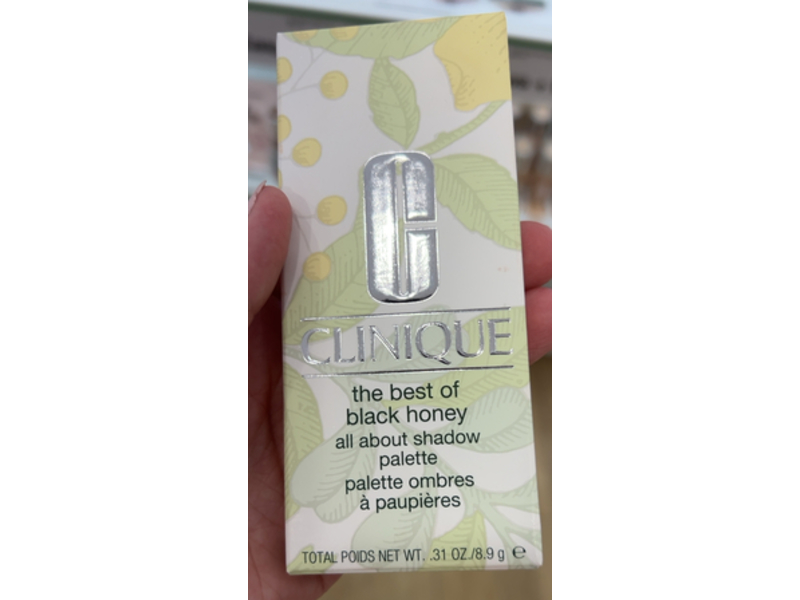 C
CLINIQUE
the best of
black honey
all about shadow
palette
palette ombres
à paupières
TOTAL POIDS NET WT. .31 OZ./8.9 g ℮